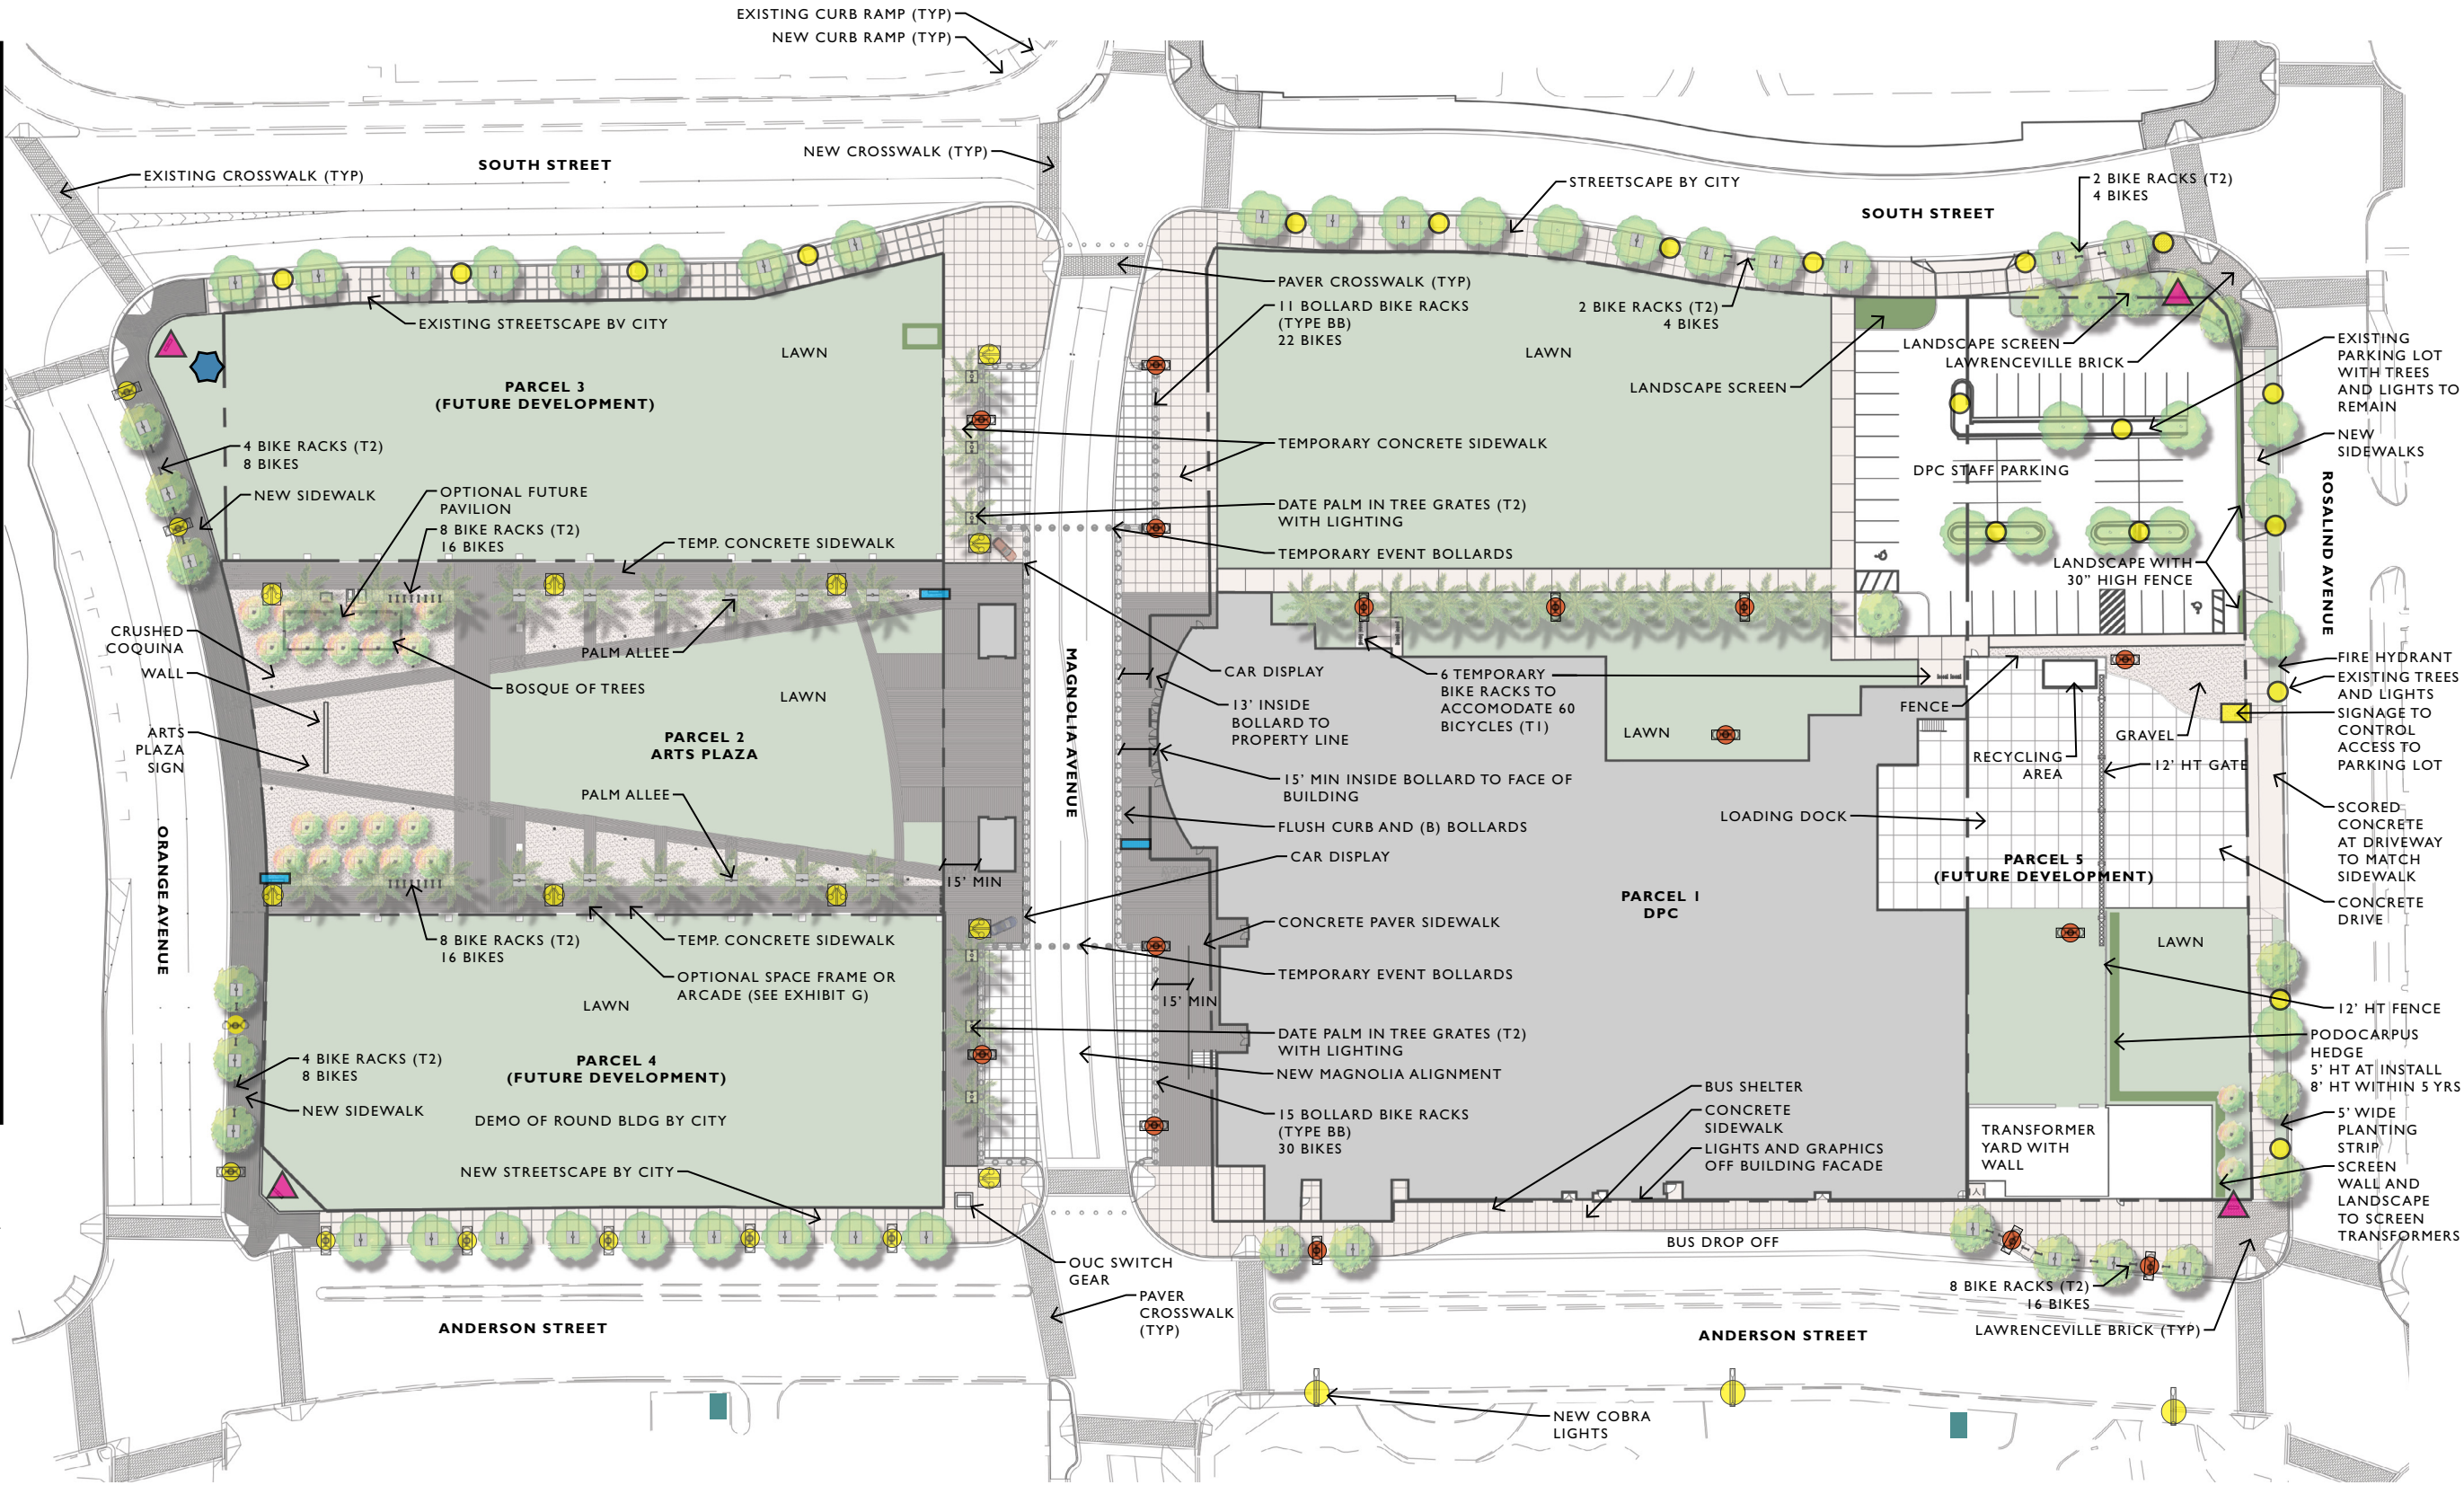 EXISTING CURB RAMP (TYP)
NEW CURB RAMP (TYP)
SOUTH STREET
NEW CROSSWALK (TYP)
EXISTING CROSSWALK (TYP)
STREETSCAPE BY CITY
2 BIKE RACKS (T2)
4 BIKES
SOUTH STREET
EXISTING STREETSCAPE BV CITY
LAWN
PARCEL 3
(FUTURE DEVELOPMENT)
4 BIKE RACKS (T2)
8 BIKES
NEW SIDEWALK
OPTIONAL FUTURE
PAVILION
8 BIKE RACKS (T2)
16 BIKES
TEMP. CONCRETE SIDEWALK
PAVER CROSSWALK (TYP)
11 BOLLARD BIKE RACKS
(TYPE BB)
22 BIKES
TEMPORARY CONCRETE SIDEWALK
DATE PALM IN TREE GRATES (T2)
WITH LIGHTING
TEMPORARY EVENT BOLLARDS
2 BIKE RACKS (T2)
4 BIKES
LAWN
LANDSCAPE SCREEN
LANDSCAPE SCREEN
LAWRENCEVILLE BRICK
DPC STAFF PARKING
LANDSCAPE WITH
30" HIGH FENCE
EXISTING
PARKING LOT
WITH TREES
AND LIGHTS TO
REMAIN
NEW
SIDEWALKS
ROSALIND AVENUE
CRUSHED
COQUINA
WALL
ARTS
PLAZA
SIGN
PALM ALLEE
BOSQUE OF TREES
LAWN
PARCEL 2
ARTS PLAZA
PALM ALLEE
ORANGE AVENUE
15' MIN
MAGNOLIA AVENUE
CAR DISPLAY
13' INSIDE
BOLLARD TO
PROPERTY LINE
6 TEMPORARY
BIKE RACKS TO
ACCOMODATE 60
BICYCLES (T1)
15' MIN INSIDE BOLLARD TO FACE OF
BUILDING
FLUSH CURB AND (B) BOLLARDS
CAR DISPLAY
LAWN
FENCE
RECYCLING
AREA
GRAVEL
12' HT GATE
LOADING DOCK
PARCEL 5
(FUTURE DEVELOPMENT)
FIRE HYDRANT
EXISTING TREES
AND LIGHTS
SIGNAGE TO
CONTROL
ACCESS TO
PARKING LOT
SCORED
CONCRETE
AT DRIVEWAY
TO MATCH
SIDEWALK
CONCRETE
DRIVE
PARCEL 1
DPC
8 BIKE RACKS (T2)
16 BIKES
TEMP. CONCRETE SIDEWALK
OPTIONAL SPACE FRAME OR
ARCADE (SEE EXHIBIT G)
LAWN
PARCEL 4
(FUTURE DEVELOPMENT)
DEMO OF ROUND BLDG BY CITY
4 BIKE RACKS (T2)
8 BIKES
NEW SIDEWALK
NEW STREETSCAPE BY CITY
CONCRETE PAVER SIDEWALK
TEMPORARY EVENT BOLLARDS
15' MIN
DATE PALM IN TREE GRATES (T2)
WITH LIGHTING
NEW MAGNOLIA ALIGNMENT
15 BOLLARD BIKE RACKS
(TYPE BB)
30 BIKES
BUS SHELTER
CONCRETE
SIDEWALK
LIGHTS AND GRAPHICS
OFF BUILDING FACADE
LAWN
12' HT FENCE
PODOCARPUS
HEDGE
5' HT AT INSTALL
8' HT WITHIN 5 YRS
5' WIDE
PLANTING
STRIP
SCREEN
WALL AND
LANDSCAPE
TO SCREEN
TRANSFORMERS
TRANSFORMER
YARD WITH
WALL
BUS DROP OFF
OUC SWITCH
GEAR
PAVER
CROSSWALK
(TYP)
8 BIKE RACKS (T2)
16 BIKES
LAWRENCEVILLE BRICK (TYP)
ANDERSON STREET
ANDERSON STREET
NEW COBRA
LIGHTS